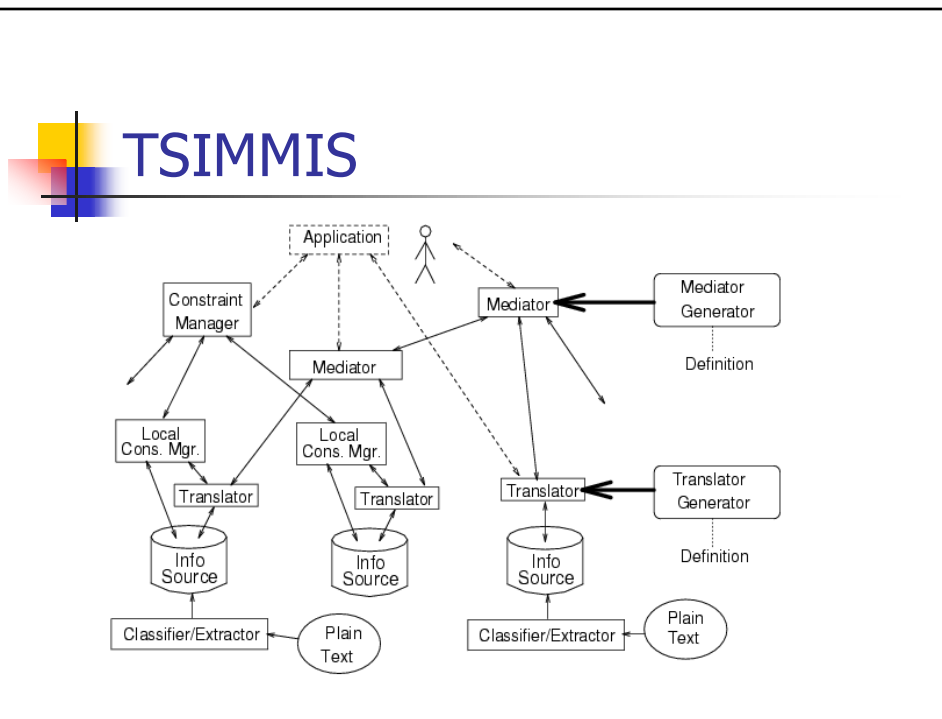 TSIMMIS
Application
Constraint
Manager
Mediator
Mediator
Generator
Definition
Mediator
Local
Cons. Mgr.
Local
Cons. Mgr.
Translator
Translator
Translator
Translator
Generator
Definition
Info
Source
Info
Source
Info
Source
Classifier/Extractor
Plain
Text
Classifier/Extractor
Plain
Text